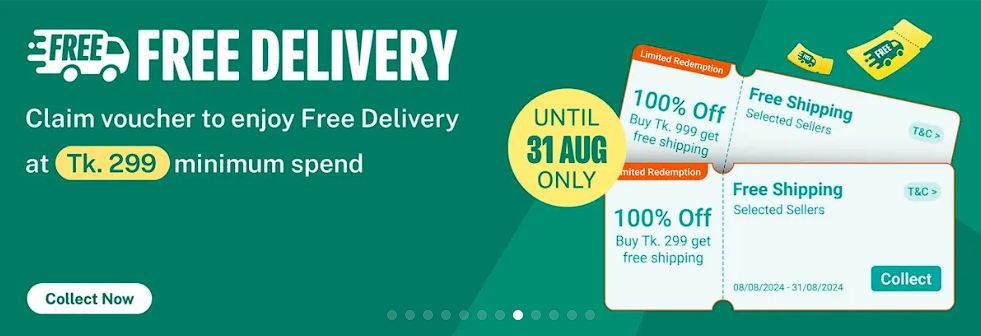 FREE FREE DELIVERY
Claim voucher to enjoy Free Delivery
at Tk. 299 minimum spend
Collect Now
UNTIL
31 AUG
ONLY
Limited Redemption
100% Off
Buy Tk. 999 get
free shipping
Free Shipping
Selected Sellers
T&C >
Redemption
100% Off
Buy Tk. 299 get
free shipping
Free Shipping
Selected Sellers
T&C >
08/08/2024 - 31/08/2024
Collect
FREE
FREE